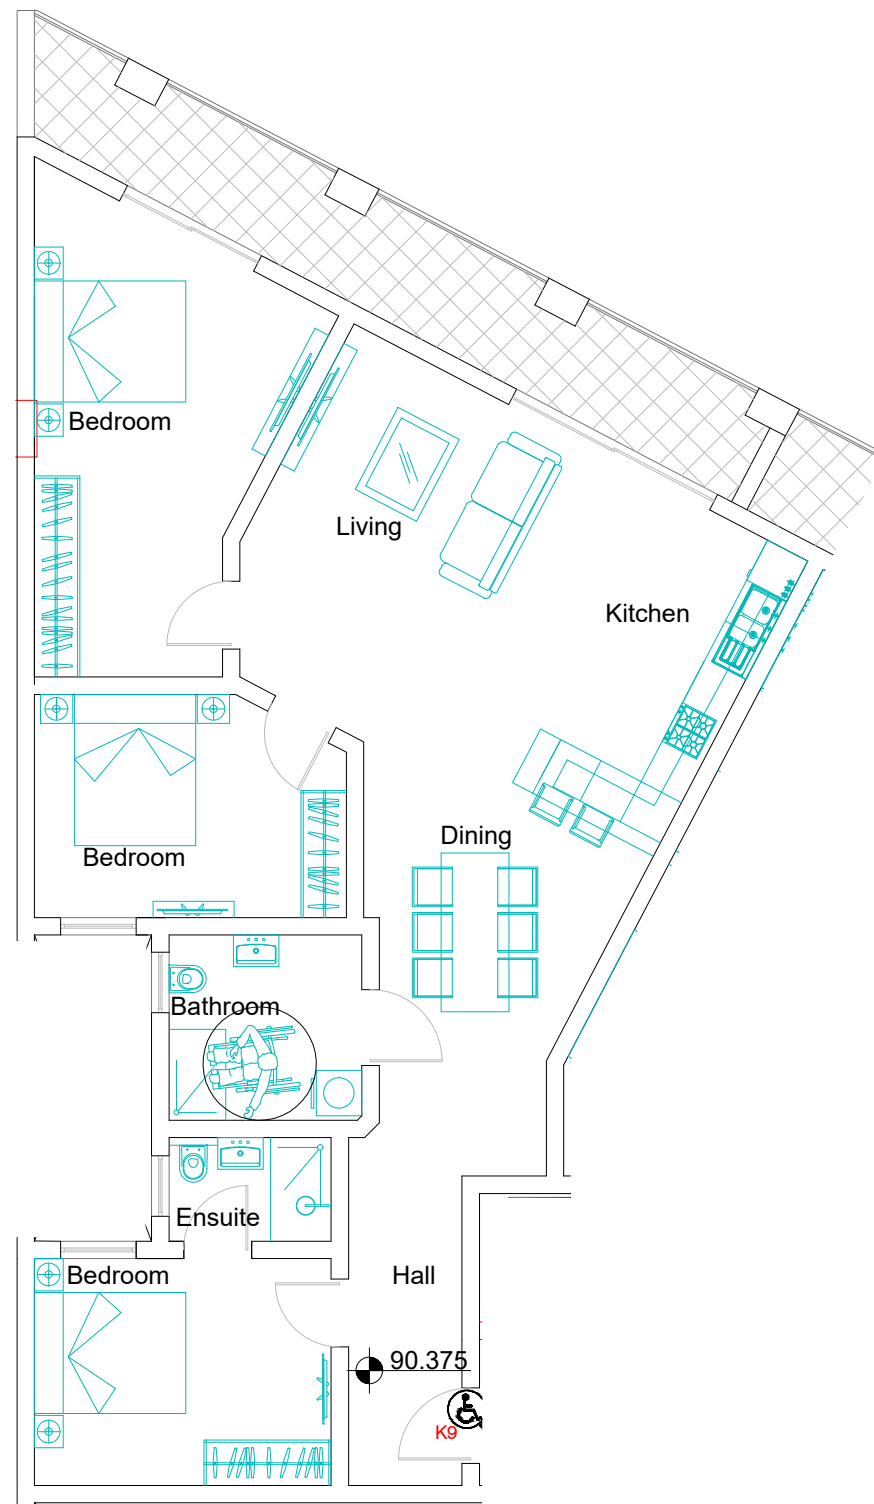 Bedroom
Living
Kitchen
Dining
Bedroom
Bathroom
Ensuite
Bedroom
Hall
90.375
K9